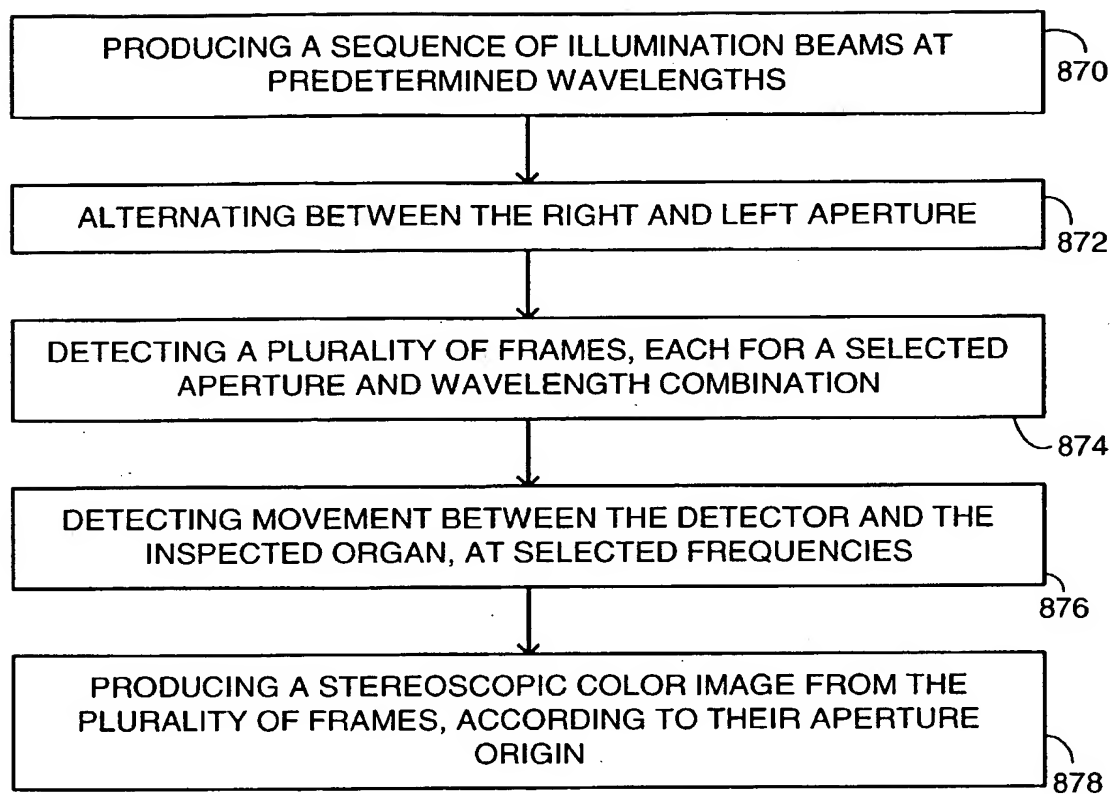 PRODUCING A SEQUENCE OF ILLUMINATION BEAMS AT
PREDETERMINED WAVELENGTHS
870
ALTERNATING BETWEEN THE RIGHT AND LEFT APERTURE
872
DETECTING A PLURALITY OF FRAMES, EACH FOR A SELECTED
APERTURE AND WAVELENGTH COMBINATION
874
DETECTING MOVEMENT BETWEEN THE DETECTOR AND THE
INSPECTED ORGAN, AT SELECTED FREQUENCIES
876
PRODUCING A STEREOSCOPIC COLOR IMAGE FROM THE
PLURALITY OF FRAMES, ACCORDING TO THEIR APERTURE
ORIGIN
878